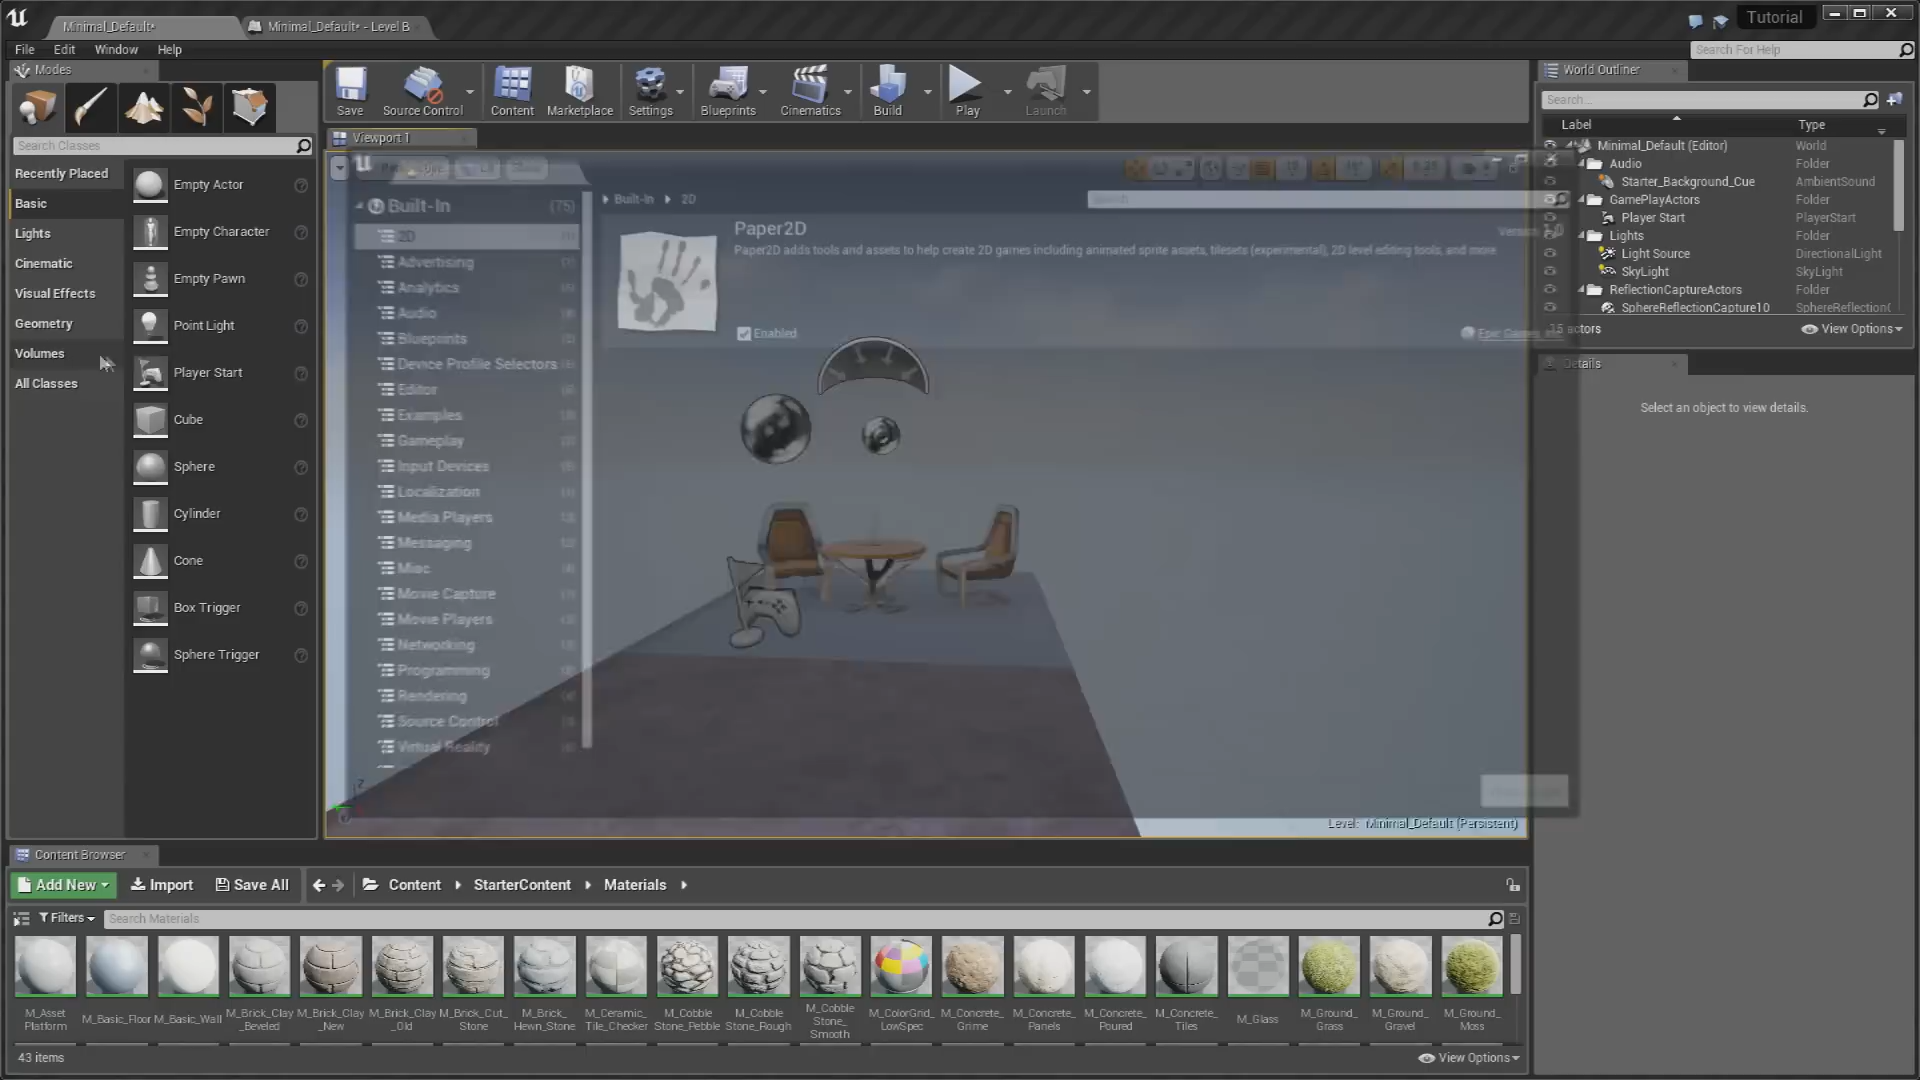 Minimal_Default*
Minimal_Default* - Level B
Tutorial
File Edit Window Help
Search For Help
Modes
Search Classes
Recently Placed
Basic
Lights
Cinematic
Visual Effects
Geometry
Volumes
All Classes
Empty Actor
Empty Character
Empty Pawn
Point Light
Player Start
Cube
Sphere
Cylinder
Cone
Box Trigger
Sphere Trigger
Save
Source Control
Content
Marketplace
Settings
Blueprints
Cinematics
Build
Play
Launch
Viewport 1
Built-In (75)
2D
Advertising
Analytics
Audio
Blueprints
Device Profile Selectors
Editor
Examples
Gameplay
Input Devices
Localization
Media Players
Messaging
Misc
Movie Capture
Movie Players
Networking
Programming
Rendering
Source Control
Virtual Reality
Built-In 2D
Search
Paper2D
Paper2D adds tools and assets to help create 2D games including animated sprite assets, tilesets (experimental), 2D level editing tools, and more.
Enabled
Epic Games
Level: Minimal_Default (Persistent)
World Outliner
Search...
Label Type
Minimal_Default (Editor) World
Audio Folder
Starter_Background_Cue AmbientSound
GamePlayActors Folder
Player Start PlayerStart
Lights Folder
Light Source DirectionalLight
SkyLight SkyLight
ReflectionCaptureActors Folder
SphereReflectionCapture10 SphereReflection
15 actors
View Options
Details
Select an object to view details.
Content Browser
Add New Import Save All Content StarterContent Materials
Filters Search Materials
M_Asset Platform
M_Basic_Floor
M_Basic_Wall
M_Brick_Clay _Beveled
M_Brick_Clay _New
M_Brick_Clay _Old
M_Brick_Cut_ Stone
M_Brick_ Hewn_Stone
M_Ceramic_ Tile_Checker
M_Cobble Stone_Pebble
M_Cobble Stone_Rough
M_Cobble Stone_ Smooth
M_ColorGrid_ LowSpec
M_Concrete_ Grime
M_Concrete_ Panels
M_Concrete_ Poured
M_Concrete_ Tiles
M_Glass
M_Ground_ Grass
M_Ground_ Gravel
M_Ground_ Moss
43 items
View Options